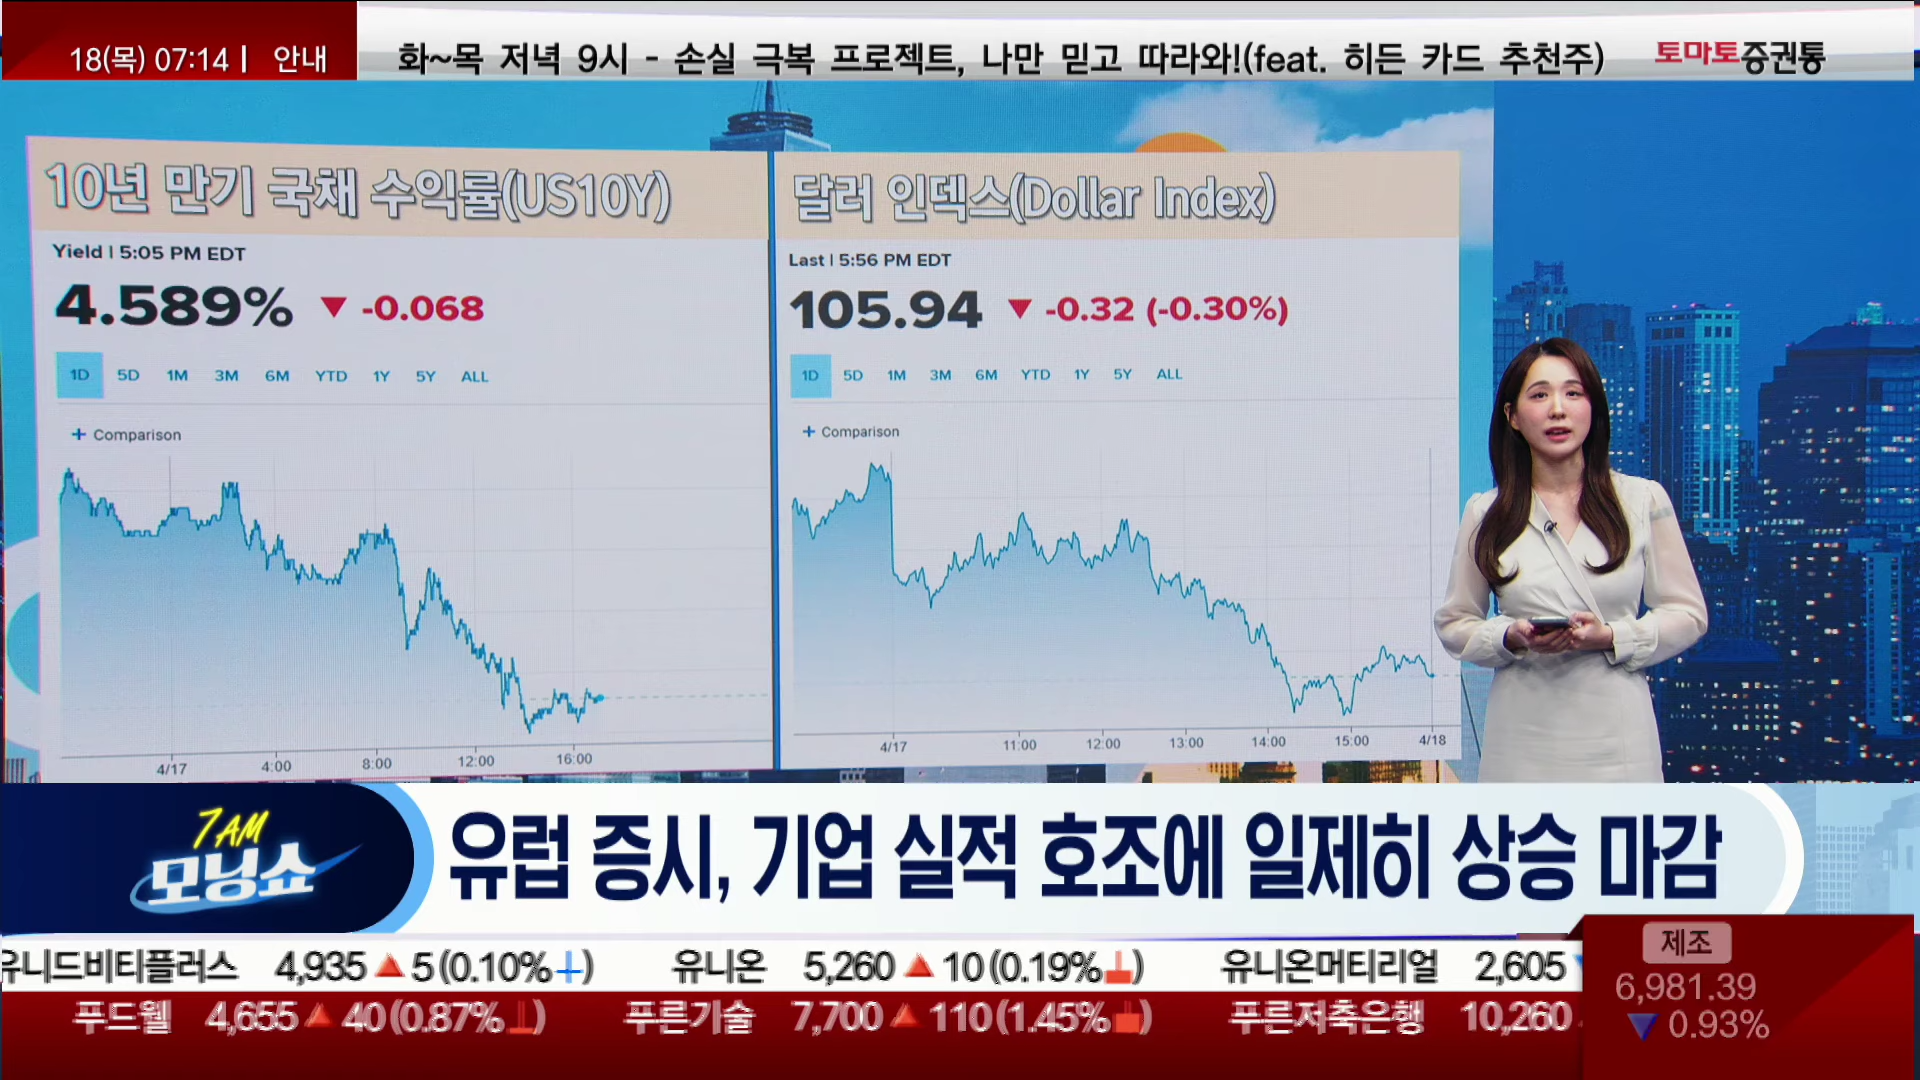 18(목) 07:14 | 안내
화~목 저녁 9시 - 손실 극복 프로젝트, 나만 믿고 따라와!(feat. 히든 카드 추천주)
토마토증권통
10년 만기 국채 수익률(US10Y)
Yield | 5:05 PM EDT
4.589% ▼ -0.068
1D 5D 1M 3M 6M YTD 1Y 5Y ALL
+ Comparison
4/17 4:00 8:00 12:00 16:00
달러 인덱스(Dollar Index)
Last | 5:56 PM EDT
105.94 ▼ -0.32 (-0.30%)
1D 5D 1M 3M 6M YTD 1Y 5Y ALL
+ Comparison
4/17 11:00 12:00 13:00 14:00 15:00 4/18
7AM
모닝쇼
유럽 증시, 기업 실적 호조에 일제히 상승 마감
유니드비티플러스 4,935 ▲ 5(0.10%) 유니온 5,260 ▲ 10(0.19%) 유니온머티리얼 2,605
푸드웰 4,655 ▲ 40(0.87%) 푸른기술 7,700 ▲ 110(1.45%) 푸른저축은행 10,260
제조
6,981.39
▼ 0.93%